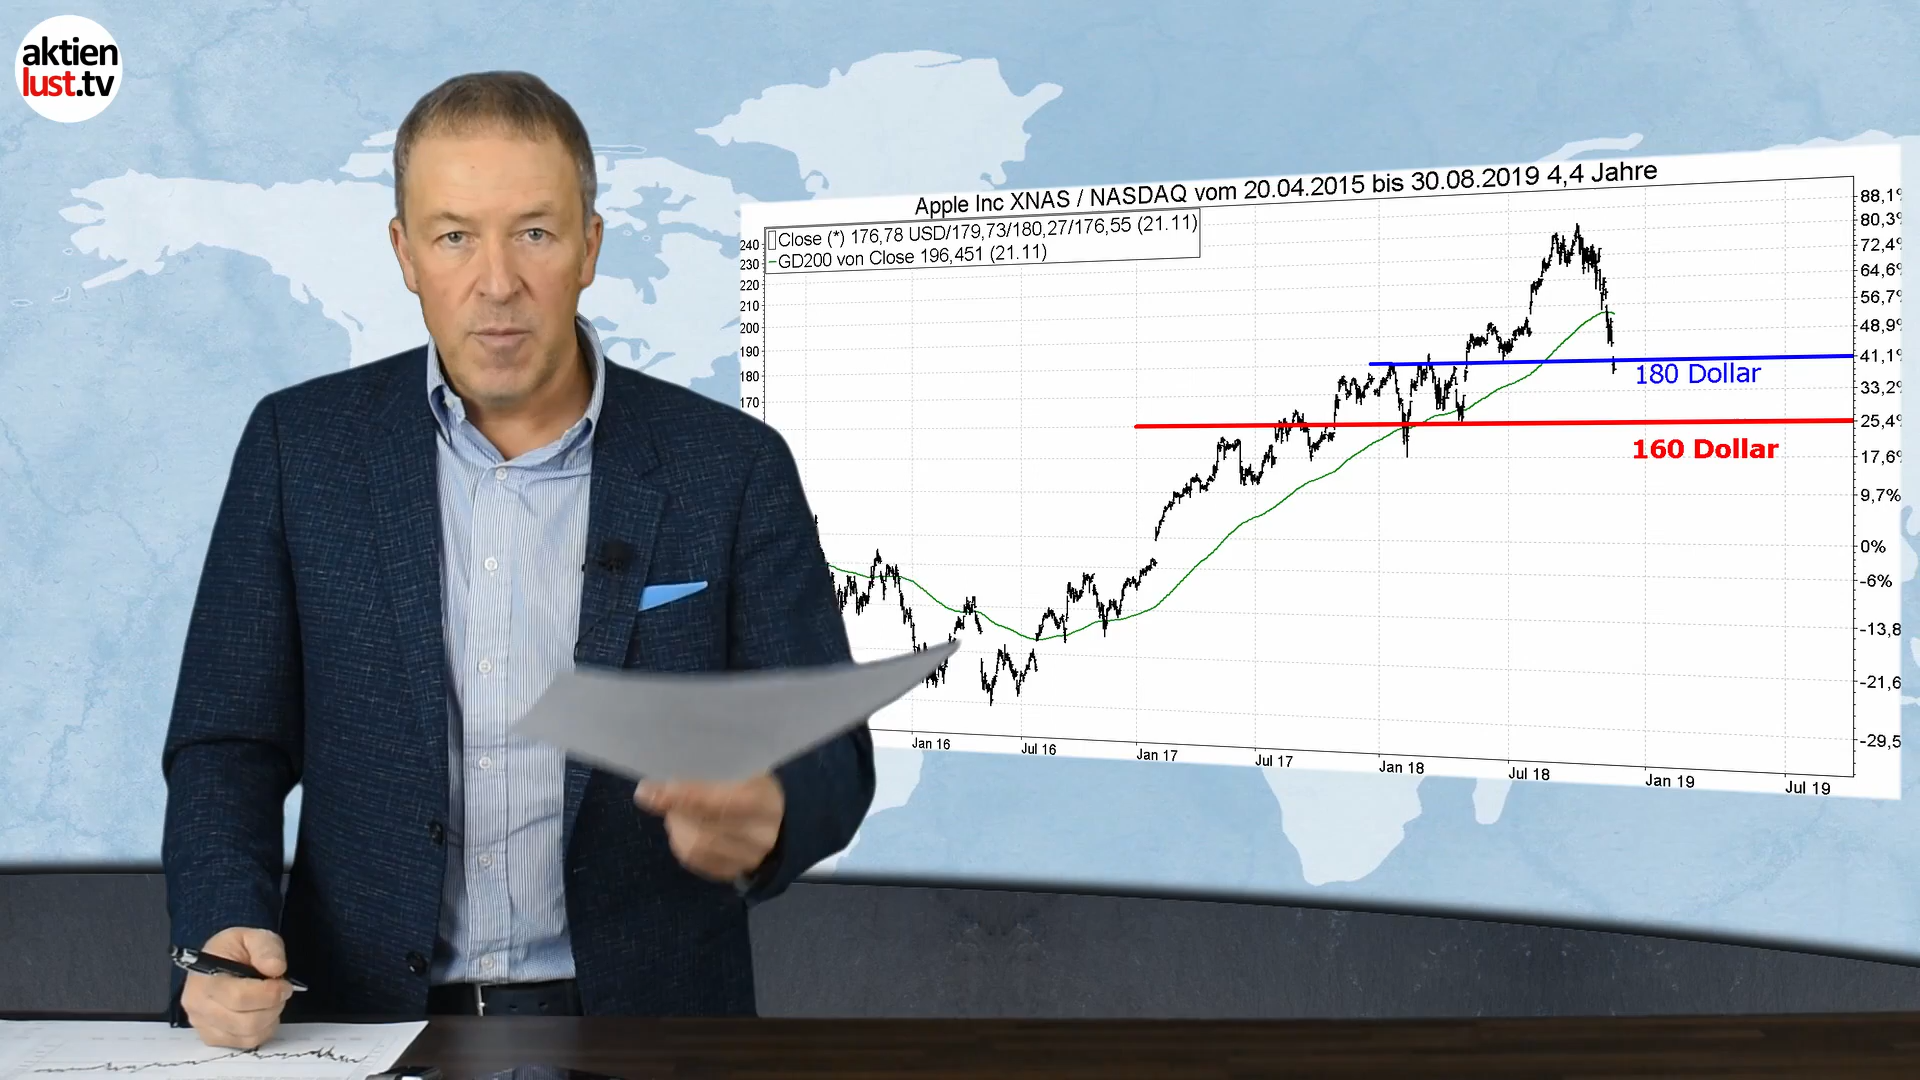 aktien
lust.tv
Apple Inc XNAS / NASDAQ vom 20.04.2015 bis 30.08.2019 4,4 Jahre
Close (*) 176,78 USD/179,73/180,27/176,55 (21.11)
GD200 von Close 196,451 (21.11)
240
230
220
210
200
190
180
170
88,1%
80,3%
72,4%
64,6%
56,7%
48,9%
41,1%
33,2%
25,4%
17,6%
9,7%
0%
-6%
-13,8
-21,6
-29,5
180 Dollar
160 Dollar
Jan 16
Jul 16
Jan 17
Jul 17
Jan 18
Jul 18
Jan 19
Jul 19